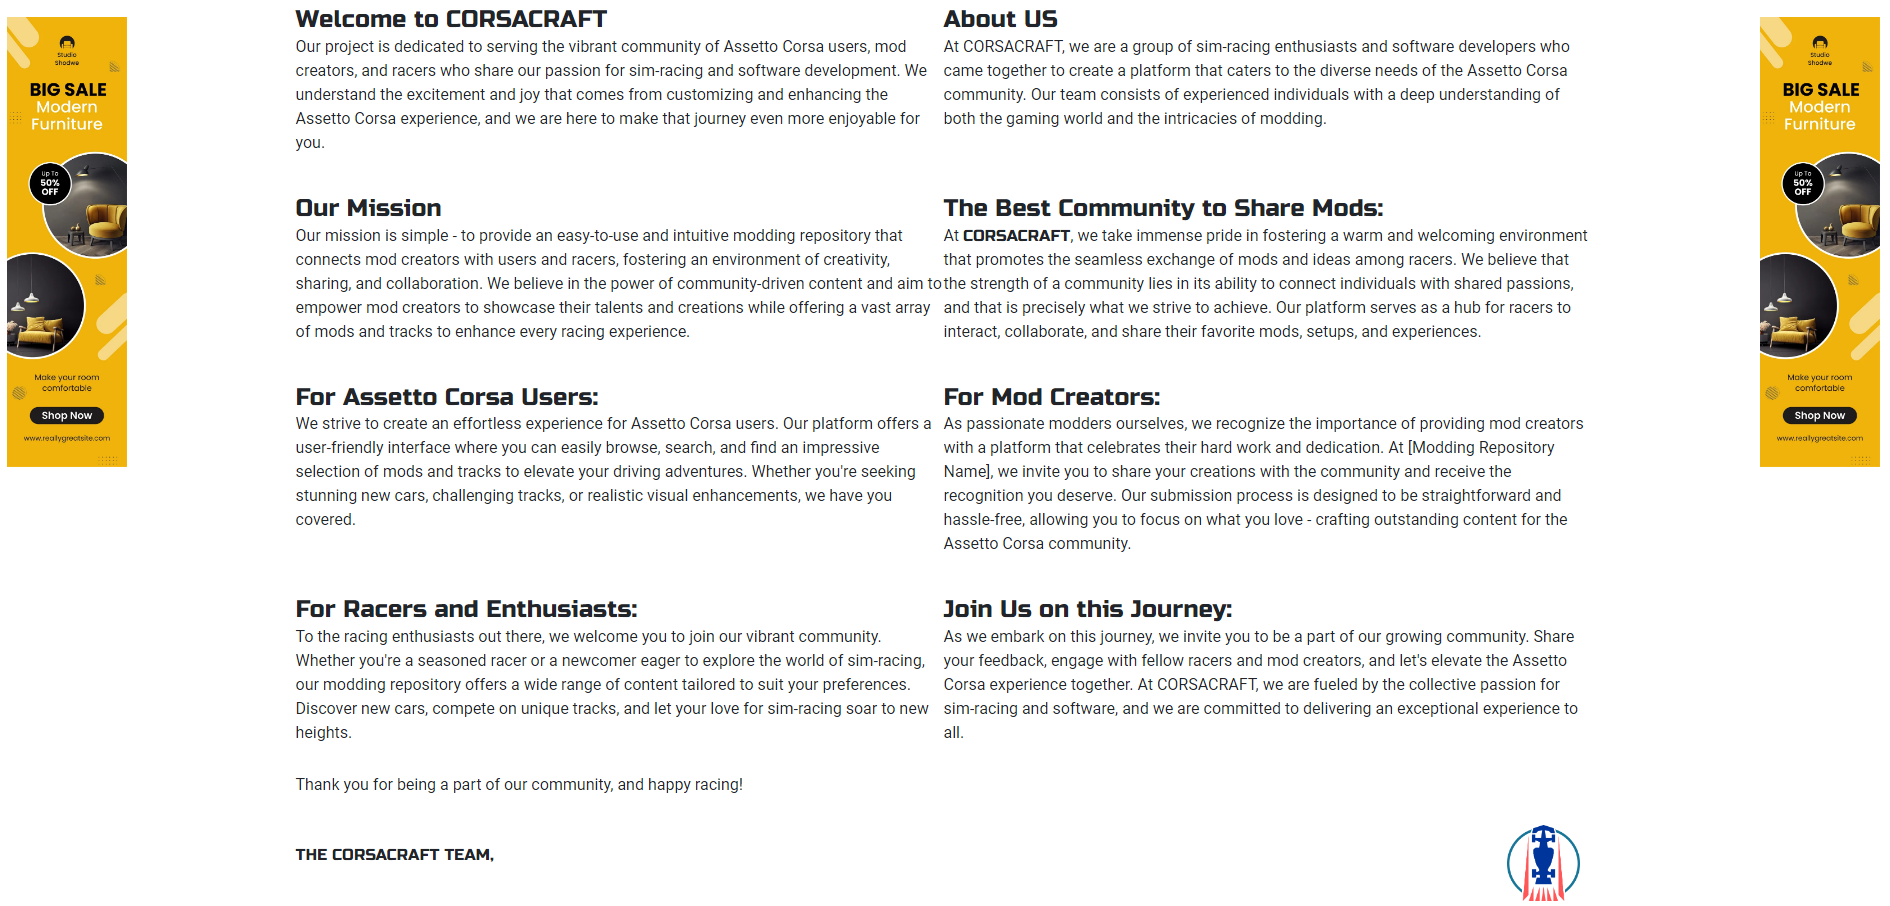 Studio
Shodwe
BIG SALE
Modern
Furniture
Up To
50%
OFF
Make your room
comfortable
Shop Now
www.reallygreatsite.com
Welcome to CORSACRAFT
Our project is dedicated to serving the vibrant community of Assetto Corsa users, mod
creators, and racers who share our passion for sim-racing and software development. We
understand the excitement and joy that comes from customizing and enhancing the
Assetto Corsa experience, and we are here to make that journey even more enjoyable for
you.
About US
At CORSACRAFT, we are a group of sim-racing enthusiasts and software developers who
came together to create a platform that caters to the diverse needs of the Assetto Corsa
community. Our team consists of experienced individuals with a deep understanding of
both the gaming world and the intricacies of modding.
Our Mission
Our mission is simple - to provide an easy-to-use and intuitive modding repository that
connects mod creators with users and racers, fostering an environment of creativity,
sharing, and collaboration. We believe in the power of community-driven content and aim to
empower mod creators to showcase their talents and creations while offering a vast array
of mods and tracks to enhance every racing experience.
The Best Community to Share Mods:
At CORSACRAFT, we take immense pride in fostering a warm and welcoming environment
that promotes the seamless exchange of mods and ideas among racers. We believe that
the strength of a community lies in its ability to connect individuals with shared passions,
and that is precisely what we strive to achieve. Our platform serves as a hub for racers to
interact, collaborate, and share their favorite mods, setups, and experiences.
For Assetto Corsa Users:
We strive to create an effortless experience for Assetto Corsa users. Our platform offers a
user-friendly interface where you can easily browse, search, and find an impressive
selection of mods and tracks to elevate your driving adventures. Whether you're seeking
stunning new cars, challenging tracks, or realistic visual enhancements, we have you
covered.
For Mod Creators:
As passionate modders ourselves, we recognize the importance of providing mod creators
with a platform that celebrates their hard work and dedication. At [Modding Repository
Name], we invite you to share your creations with the community and receive the
recognition you deserve. Our submission process is designed to be straightforward and
hassle-free, allowing you to focus on what you love - crafting outstanding content for the
Assetto Corsa community.
For Racers and Enthusiasts:
To the racing enthusiasts out there, we welcome you to join our vibrant community.
Whether you're a seasoned racer or a newcomer eager to explore the world of sim-racing,
our modding repository offers a wide range of content tailored to suit your preferences.
Discover new cars, compete on unique tracks, and let your love for sim-racing soar to new
heights.
Join Us on this Journey:
As we embark on this journey, we invite you to be a part of our growing community. Share
your feedback, engage with fellow racers and mod creators, and let's elevate the Assetto
Corsa experience together. At CORSACRAFT, we are fueled by the collective passion for
sim-racing and software, and we are committed to delivering an exceptional experience to
all.
Thank you for being a part of our community, and happy racing!
THE CORSACRAFT TEAM,
Studio
Shodwe
BIG SALE
Modern
Furniture
Up To
50%
OFF
Make your room
comfortable
Shop Now
www.reallygreatsite.com